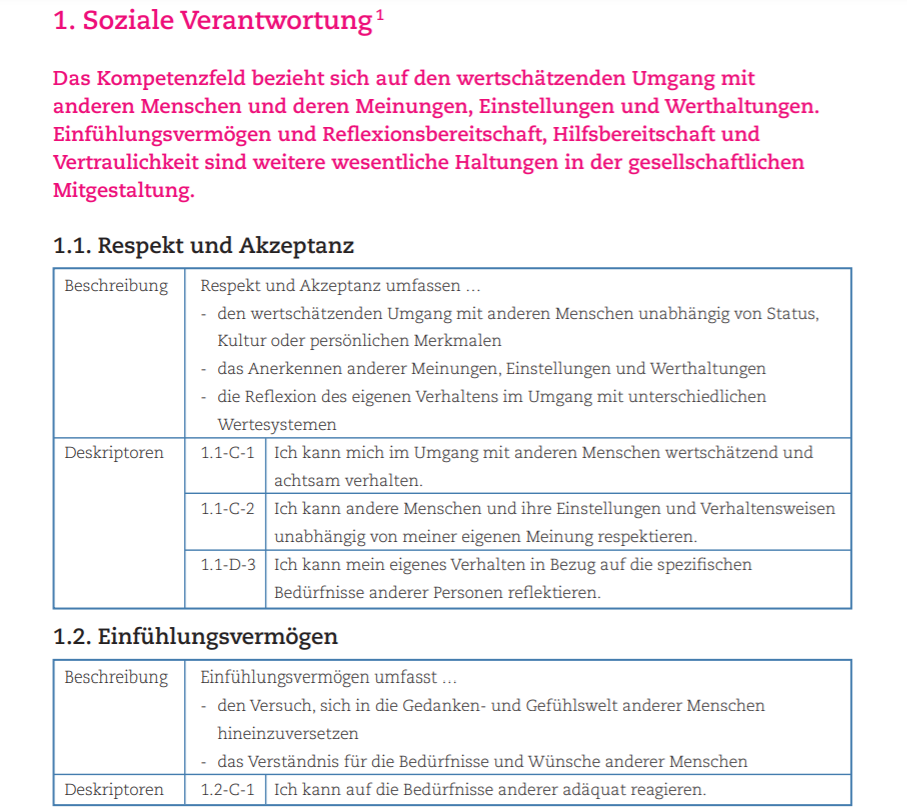 1. Soziale Verantwortung 1
Das Kompetenzfeld bezieht sich auf den wertschätzenden Umgang mit
anderen Menschen und deren Meinungen, Einstellungen und Werthaltungen.
Einfühlungsvermögen und Reflexionsbereitschaft, Hilfsbereitschaft und
Vertraulichkeit sind weitere wesentliche Haltungen in der gesellschaftlichen
Mitgestaltung.
1.1. Respekt und Akzeptanz
Beschreibung Respekt und Akzeptanz umfassen …
- den wertschätzenden Umgang mit anderen Menschen unabhängig von Status,
Kultur oder persönlichen Merkmalen
- das Anerkennen anderer Meinungen, Einstellungen und Werthaltungen
- die Reflexion des eigenen Verhaltens im Umgang mit unterschiedlichen
Wertesystemen
Deskriptoren 1.1-C-1 Ich kann mich im Umgang mit anderen Menschen wertschätzend und
achtsam verhalten.
1.1-C-2 Ich kann andere Menschen und ihre Einstellungen und Verhaltensweisen
unabhängig von meiner eigenen Meinung respektieren.
1.1-D-3 Ich kann mein eigenes Verhalten in Bezug auf die spezifischen
Bedürfnisse anderer Personen reflektieren.
1.2. Einfühlungsvermögen
Beschreibung Einfühlungsvermögen umfasst …
- den Versuch, sich in die Gedanken- und Gefühlswelt anderer Menschen
hineinzuversetzen
- das Verständnis für die Bedürfnisse und Wünsche anderer Menschen
Deskriptoren 1.2-C-1 Ich kann auf die Bedürfnisse anderer adäquat reagieren.